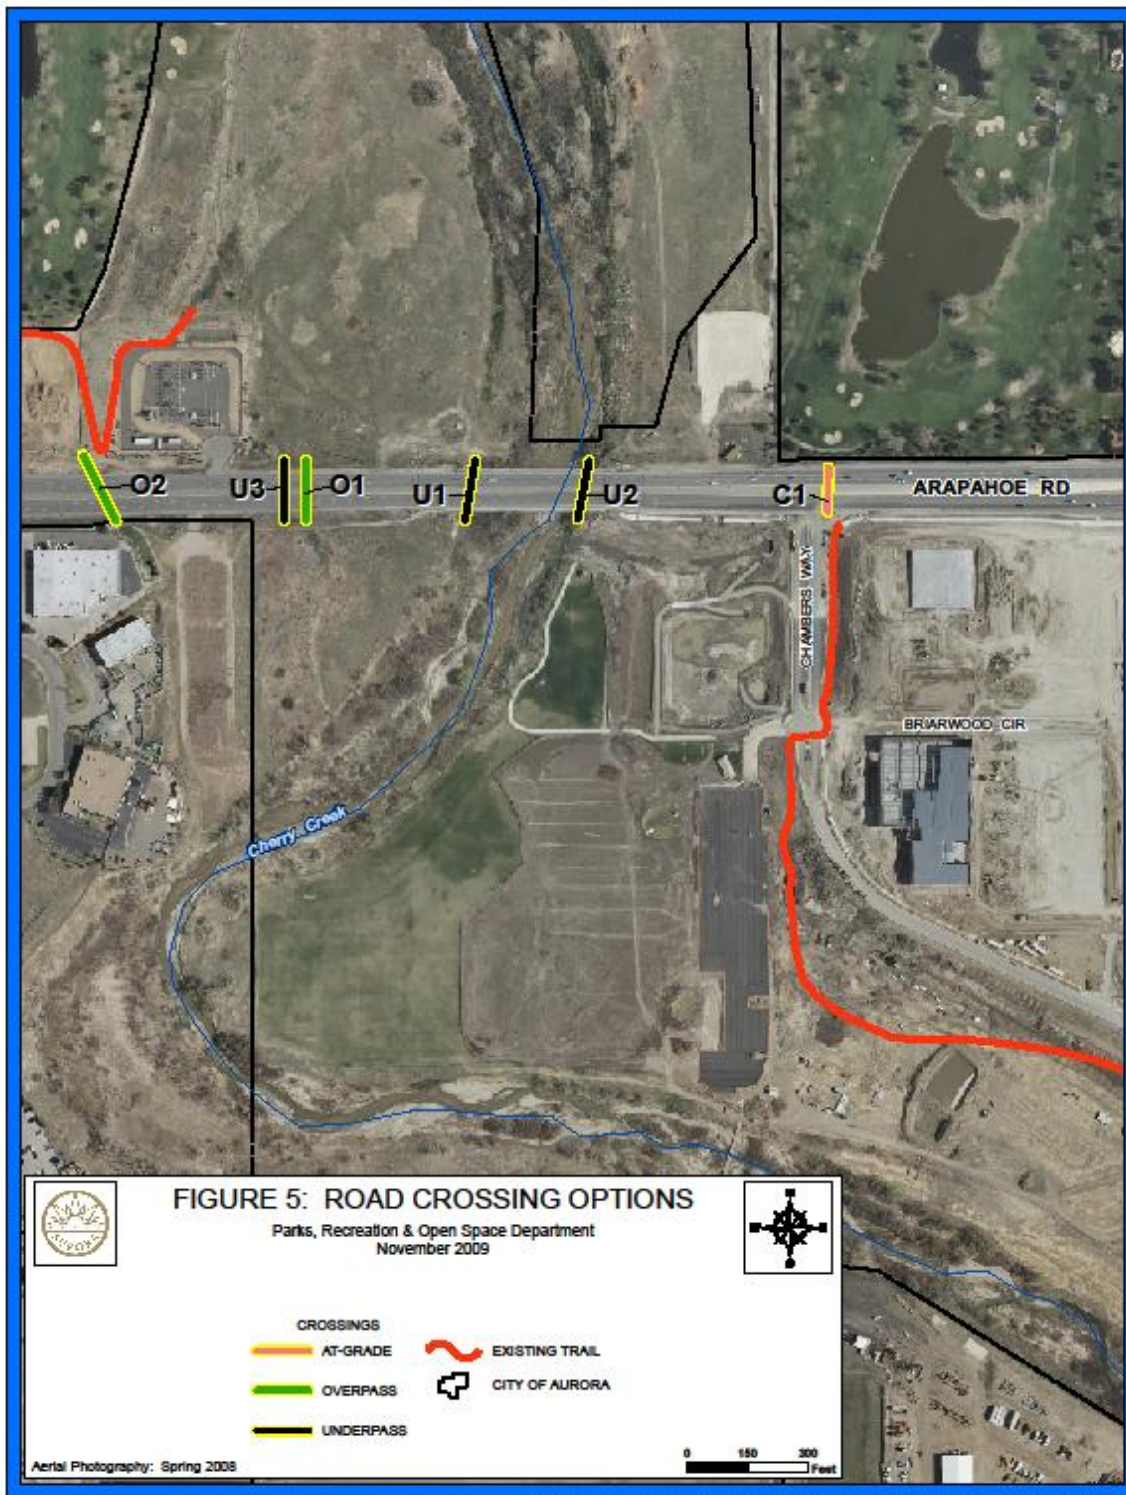 O2
U3
O1
U1
U2
C1
ARAPAHOE RD
CHAMBERS WAY
BRIARWOOD CIR
Cherry Creek
FIGURE 5: ROAD CROSSING OPTIONS
Parks, Recreation & Open Space Department
November 2009
AURORA
CROSSINGS
AT-GRADE
EXISTING TRAIL
OVERPASS
CITY OF AURORA
UNDERPASS
0 150 300
Feet
Aerial Photography: Spring 2008